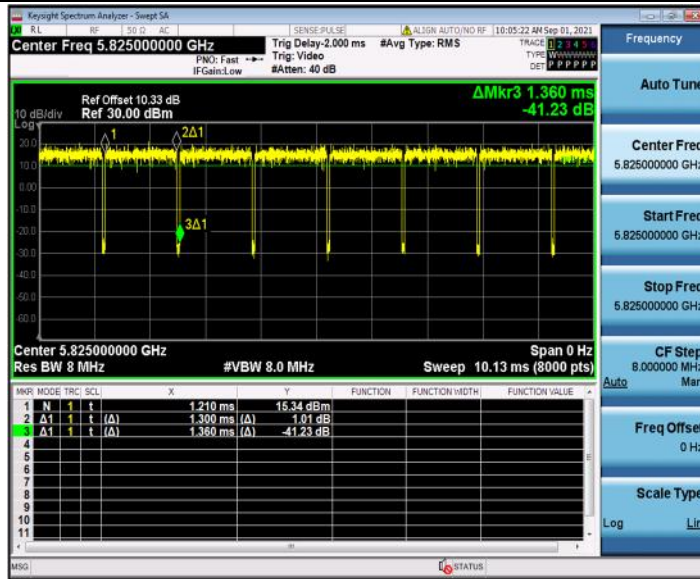 Keysight Spectrum Analyzer - Swept SA
RL RF 50 Ω AC SENSE:PULSE ALIGN AUTO/NO RF 10:05:22 AM Sep 01, 2021
Center Freq 5.825000000 GHz
PNO: Fast
IFGain:Low
Trig Delay-2.000 ms
Trig: Video
#Atten: 40 dB
#Avg Type: RMS
TRACE 1 2 3 4 5 6
TYPE
DET P P P P P P
Frequency
Auto Tune
Center Freq
5.825000000 GHz
Start Freq
5.825000000 GHz
Stop Freq
5.825000000 GHz
CF Step
8.000000 MHz
Auto Man
Freq Offset
0 Hz
Scale Type
Log Lin
ΔMkr3 1.360 ms
-41.23 dB
Ref Offset 10.33 dB
10 dB/div Ref 30.00 dBm
Log
20.0
10.0
0.00
-10.0
-20.0
-30.0
-40.0
-50.0
-60.0
1
2Δ1
3Δ1
Center 5.825000000 GHz Span 0 Hz
Res BW 8 MHz #VBW 8.0 MHz Sweep 10.13 ms (8000 pts)
MKR MODE TRC SCL X Y FUNCTION FUNCTION WIDTH FUNCTION VALUE
1 N 1 t 1.210 ms 15.34 dBm
2 Δ1 1 t (Δ) 1.300 ms (Δ) 1.01 dB
3 Δ1 1 t (Δ) 1.360 ms (Δ) -41.23 dB
4
5
6
7
8
9
10
11
MSG STATUS